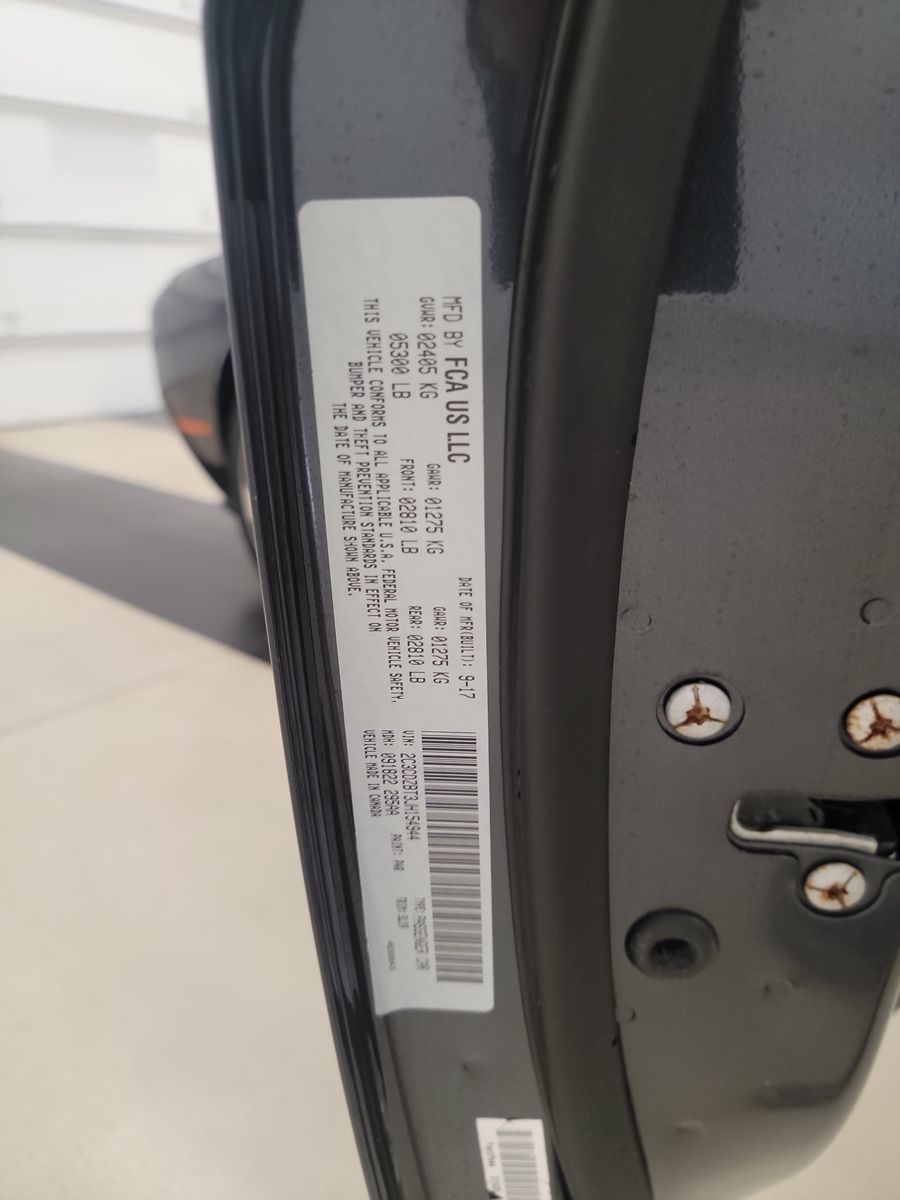 MFD BY FCA US LLC
DATE OF MFR(BUILT): 9-17
GVWR: 02405 KG
GAWR: 01275 KG
GAWR: 01275 KG
05300 LB
FRONT: 02810 LB
REAR: 02810 LB
THIS VEHICLE CONFORMS TO ALL APPLICABLE U.S.A. FEDERAL MOTOR VEHICLE SAFETY,
BUMPER AND THEFT PREVENTION STANDARDS IN EFFECT ON
THE DATE OF MANUFACTURE SHOWN ABOVE.
VIN: 2C3CDZBT3JH154944
TYPE: PASSENGER CAR
MDH: 091822 295AA
PAINT: PAR
TRIM: SLX9
VEHICLE MADE IN CANADA